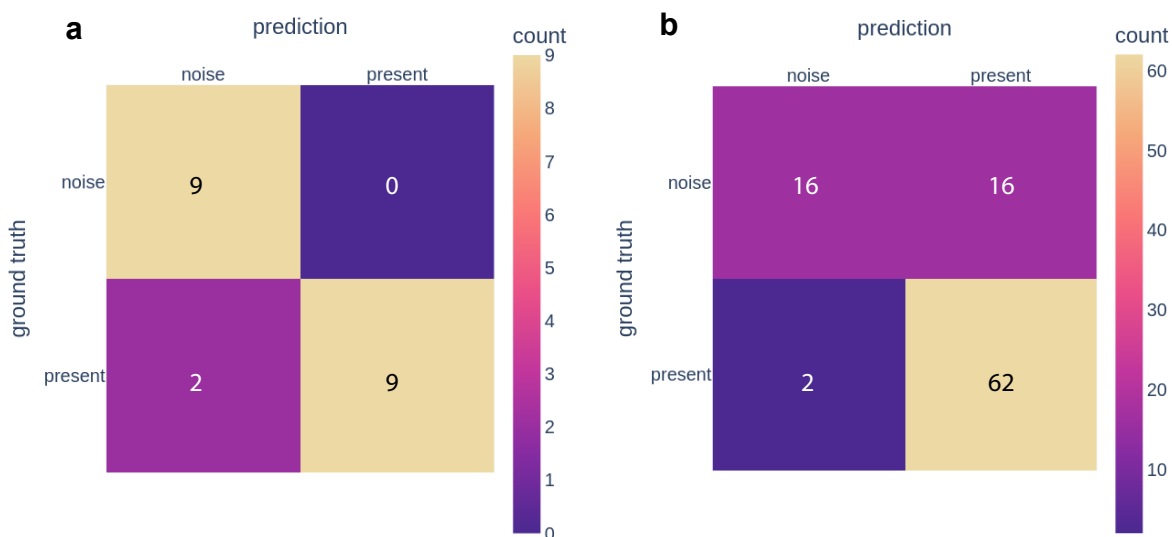 a
prediction
count
noise
present
ground truth
noise
9
0
present
2
9
9
8
7
6
5
4
3
2
1
0
b
prediction
count
noise
present
ground truth
noise
16
16
present
2
62
60
50
40
30
20
10